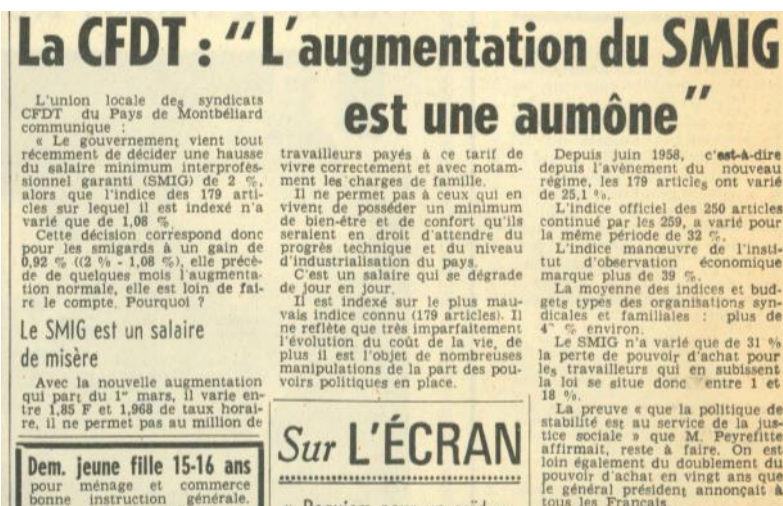 La CFDT : "L'augmentation du SMIG
est une aumône"
L'union locale des syndicats
CFDT du Pays de Montbéliard
communique :
« Le gouvernement vient tout
récemment de décider une hausse
du salaire minimum interprofes-
sionnel garanti (SMIG) de 2 %,
alors que l'indice des 179 arti-
cles sur lequel il est indexé n'a
varié que de 1,08 %.
Cette décision correspond donc
pour les smigards à un gain de
0,92 % ((2 % - 1,08 %), elle précè-
de de quelques mois l'augmenta-
tion normale, elle est loin de fai-
re le compte. Pourquoi ?
Le SMIG est un salaire
de misère
Avec la nouvelle augmentation
qui part du 1er mars, il varie en-
tre 1,85 F et 1,968 de taux horai-
re, il ne permet pas au million de
travailleurs payés à ce tarif de
vivre correctement et avec notam-
ment les charges de famille.
Il ne permet pas à ceux qui en
vivent de posséder un minimum
de bien-être et de confort qu'ils
seraient en droit d'attendre du
progrès technique et du niveau
d'industrialisation du pays.
C'est un salaire qui se dégrade
de jour en jour.
Il est indexé sur le plus mau-
vais indice connu (179 articles). Il
ne reflète que très imparfaitement
l'évolution du coût de la vie, de
plus il est l'objet de nombreuses
manipulations de la part des pou-
voirs politiques en place.
Depuis juin 1958, c'est-à-dire
depuis l'avènement du nouveau
régime, les 179 articles ont varié
de 25,1 %.
L'indice officiel des 250 articles
continué par les 259, a varié pour
la même période de 32 %.
L'indice manœuvre de l'insti-
tut d'observation économique
marque plus de 39 %.
La moyenne des indices et bud-
gets types des organisations syn-
dicales et familiales : plus de
% environ.
Le SMIG n'a varié que de 31 %
la perte de pouvoir d'achat pour
les travailleurs qui en subissent
la loi se situe donc entre 1 et
18 %.
La preuve « que la politique de
stabilité est au service de la jus-
tice sociale » que M. Peyrefitte
affirmait, reste à faire. On est
loin également du doublement du
pouvoir d'achat en vingt ans que
le général président annonçait à
tous les Français.
Dem. jeune fille 15-16 ans
pour ménage et commerce
bonne instruction générale.
Sur L'ÉCRAN